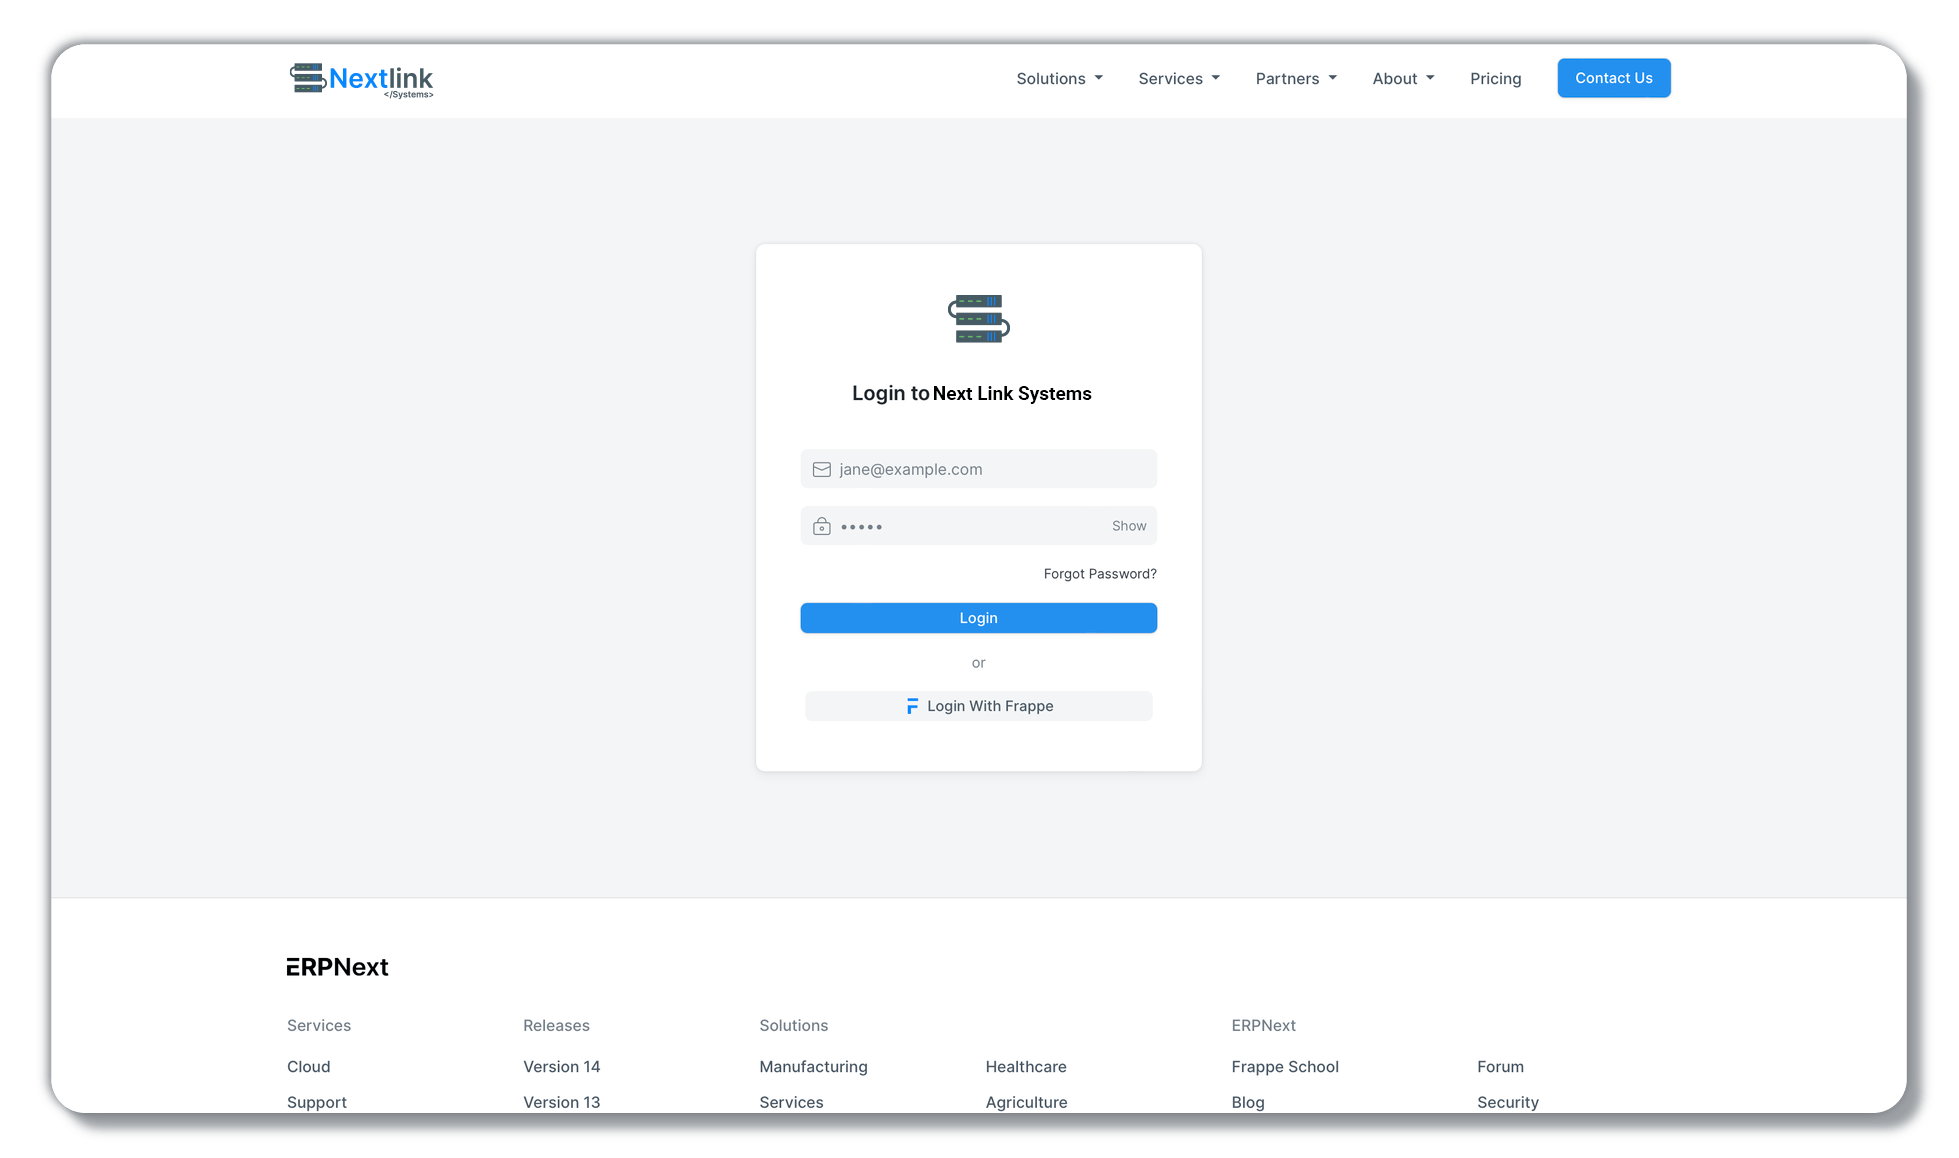 Nextlink
</Systems>
Solutions Services Partners About Pricing Contact Us
Login to Next Link Systems
jane@example.com
••••• Show
Forgot Password?
Login
or
Login With Frappe
ERPNext
Services Releases Solutions ERPNext
Cloud Version 14 Manufacturing Healthcare Frappe School Forum
Support Version 13 Services Agriculture Blog Security